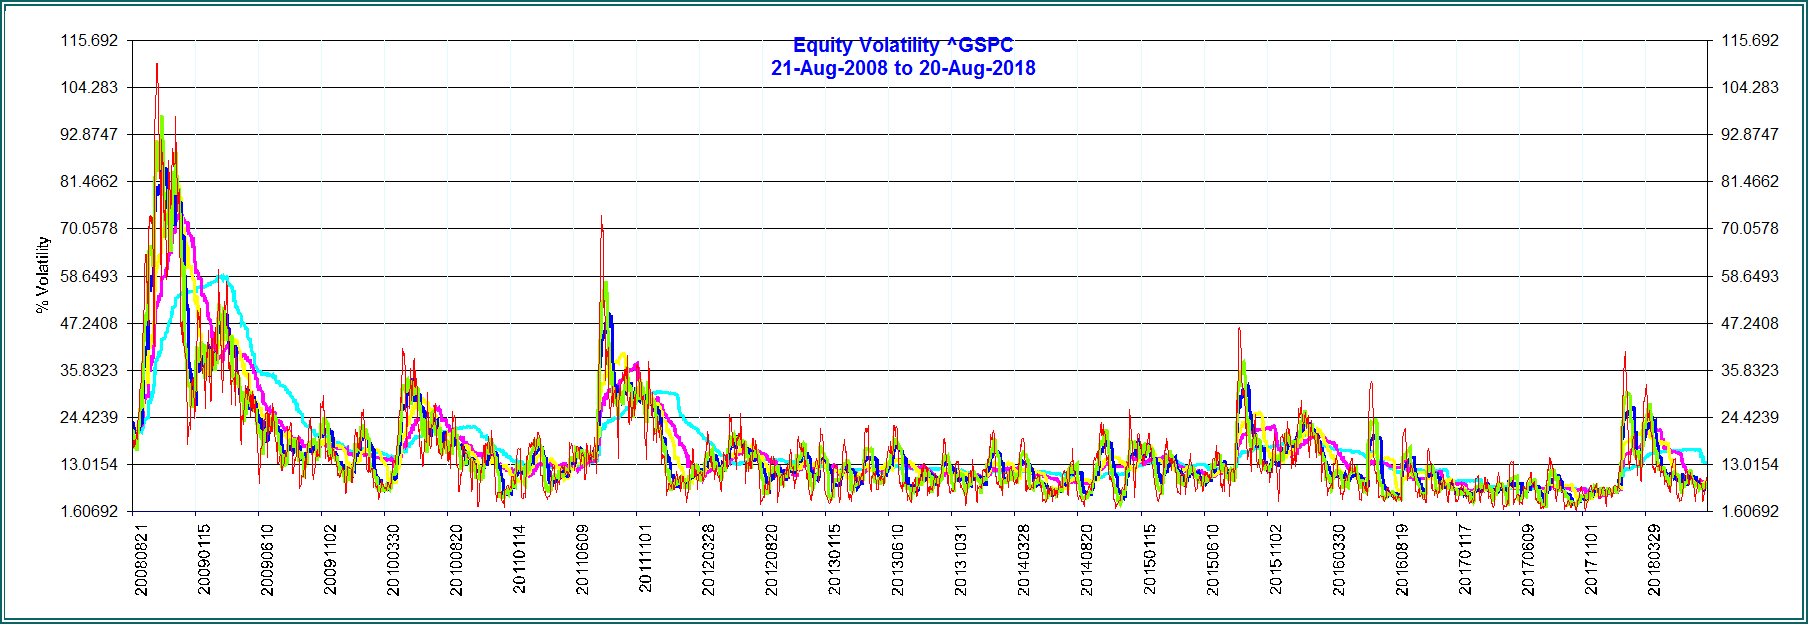 Equity Volatility ^GSPC
21-Aug-2008 to 20-Aug-2018
115.692 115.692
104.283 104.283
92.8747 92.8747
81.4662 81.4662
70.0578 70.0578
58.6493 58.6493
47.2408 47.2408
35.8323 35.8323
24.4239 24.4239
13.0154 13.0154
1.60692 1.60692
% Volatility
20080821 20090115 20090610 20091102 20100330 20100820 20110114 20110609 20111101 20120328 20120820 20130115 20130610 20131031 20140328 20140820 20150115 20150610 20151102 20160330 20160819 20170117 20170609 20171101 20180329